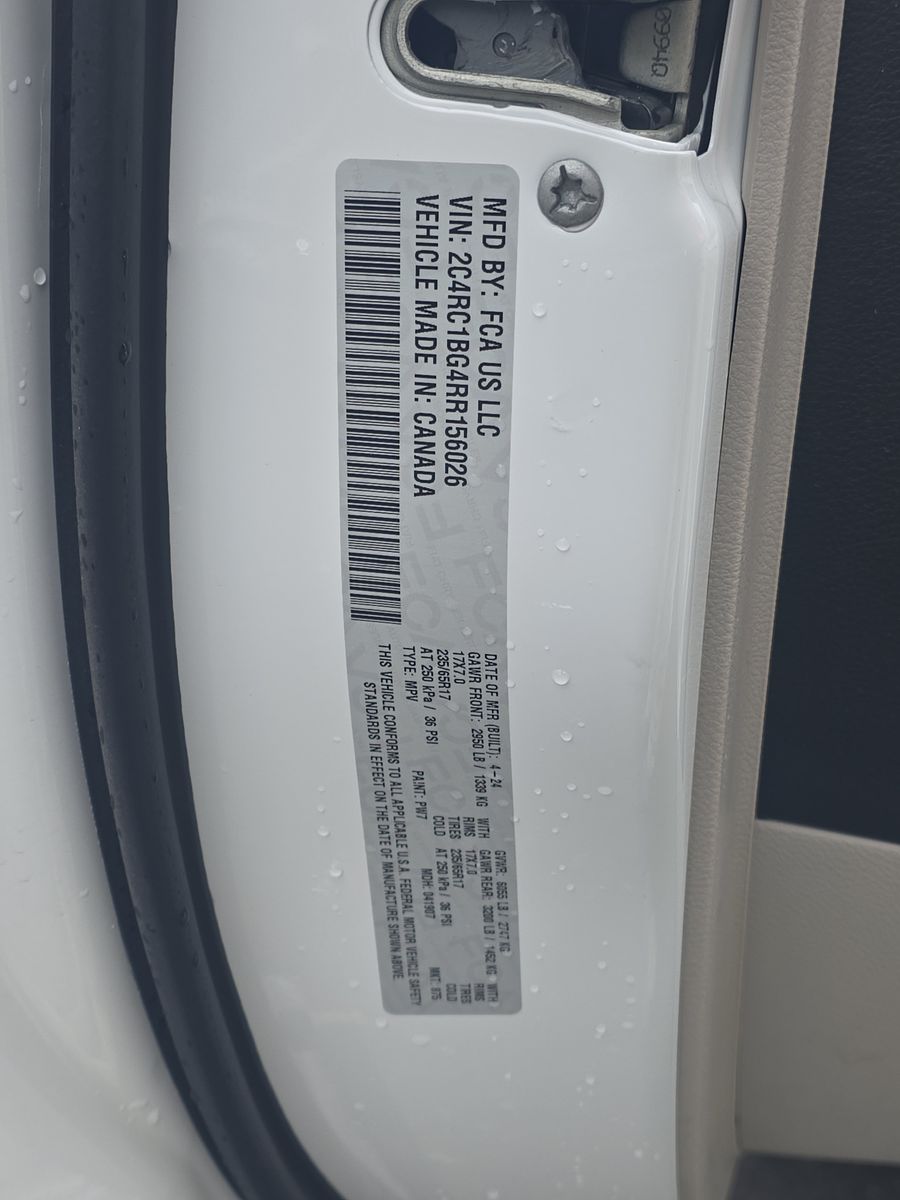 MFD BY: FCA US LLC
VIN: 2C4RC1BG4RR156026
VEHICLE MADE IN: CANADA
DATE OF MFR (BUILT): 4-24 GVWR: 6055 LB / 2747 KG
GAWR FRONT: 2950 LB / 1339 KG WITH GAWR REAR: 3200 LB / 1452 KG WITH
17X7.0 RIMS 17X7.0 RIMS
235/65R17 TIRES 235/65R17 TIRES
AT 250 kPa / 36 PSI COLD AT 250 kPa / 36 PSI COLD
TYPE: MPV PAINT: PW7 MDH: 041907 MKT: 875
THIS VEHICLE CONFORMS TO ALL APPLICABLE U.S.A. FEDERAL MOTOR VEHICLE SAFETY
STANDARDS IN EFFECT ON THE DATE OF MANUFACTURE SHOWN ABOVE.